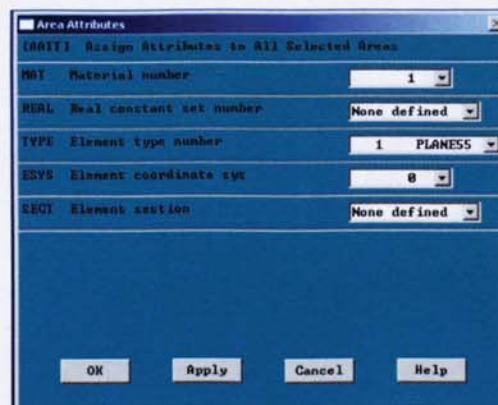 Area Attributes
[AATT] Assign Attributes to All Selected Areas
MAT Material number 1
REAL Real constant set number None defined
TYPE Element type number 1 PLANE55
ESYS Element coordinate sys 0
SECT Element section None defined
OK Apply Cancel Help